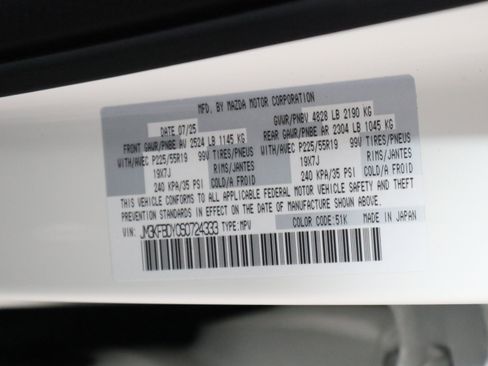 MFD. BY MAZDA MOTOR CORPORATION
DATE 07/25 GVWR/PNBV 4828 LB 2190 KG
FRONT GAWR/PNBE AV 2524 LB 1145 KG REAR GAWR/PNBE AR 2304 LB 1045 KG
WITH/AVEC P225/55R19 99V TIRES/PNEUS WITH/AVEC P225/55R19 99V TIRES/PNEUS
19X7J RIMS/JANTES 19X7J RIMS/JANTES
240 KPA/35 PSI COLD/A FROID 240 KPA/35 PSI COLD/A FROID
THIS VEHICLE CONFORMS TO ALL APPLICABLE FEDERAL MOTOR VEHICLE SAFETY AND THEFT
PREVENTION STANDARDS IN EFFECT ON THE DATE OF MANUFACTURE SHOWN ABOVE.
VIN: JM3KFBDY0S0724333 TYPE: MPV COLOR CODE: 51K MADE IN JAPAN